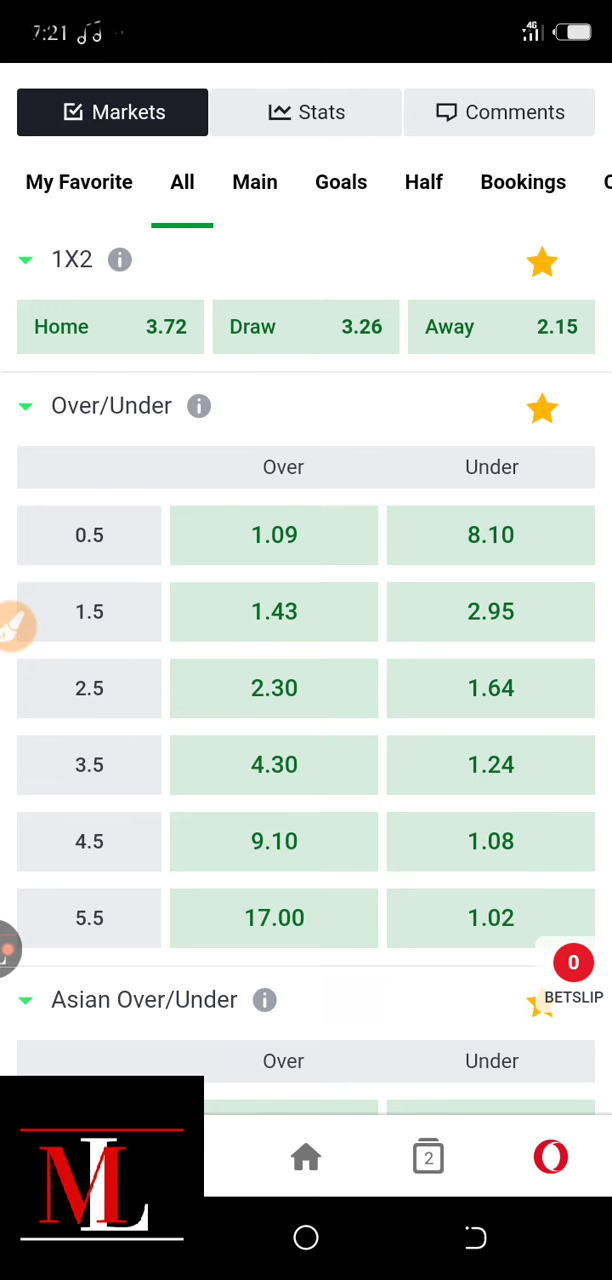 7:21
4G
Markets Stats Comments
My Favorite All Main Goals Half Bookings
1X2 i
Home 3.72 Draw 3.26 Away 2.15
Over/Under i
Over Under
0.5 1.09 8.10
1.5 1.43 2.95
2.5 2.30 1.64
3.5 4.30 1.24
4.5 9.10 1.08
5.5 17.00 1.02
0
BETSLIP
Asian Over/Under i
Over Under
2
ML